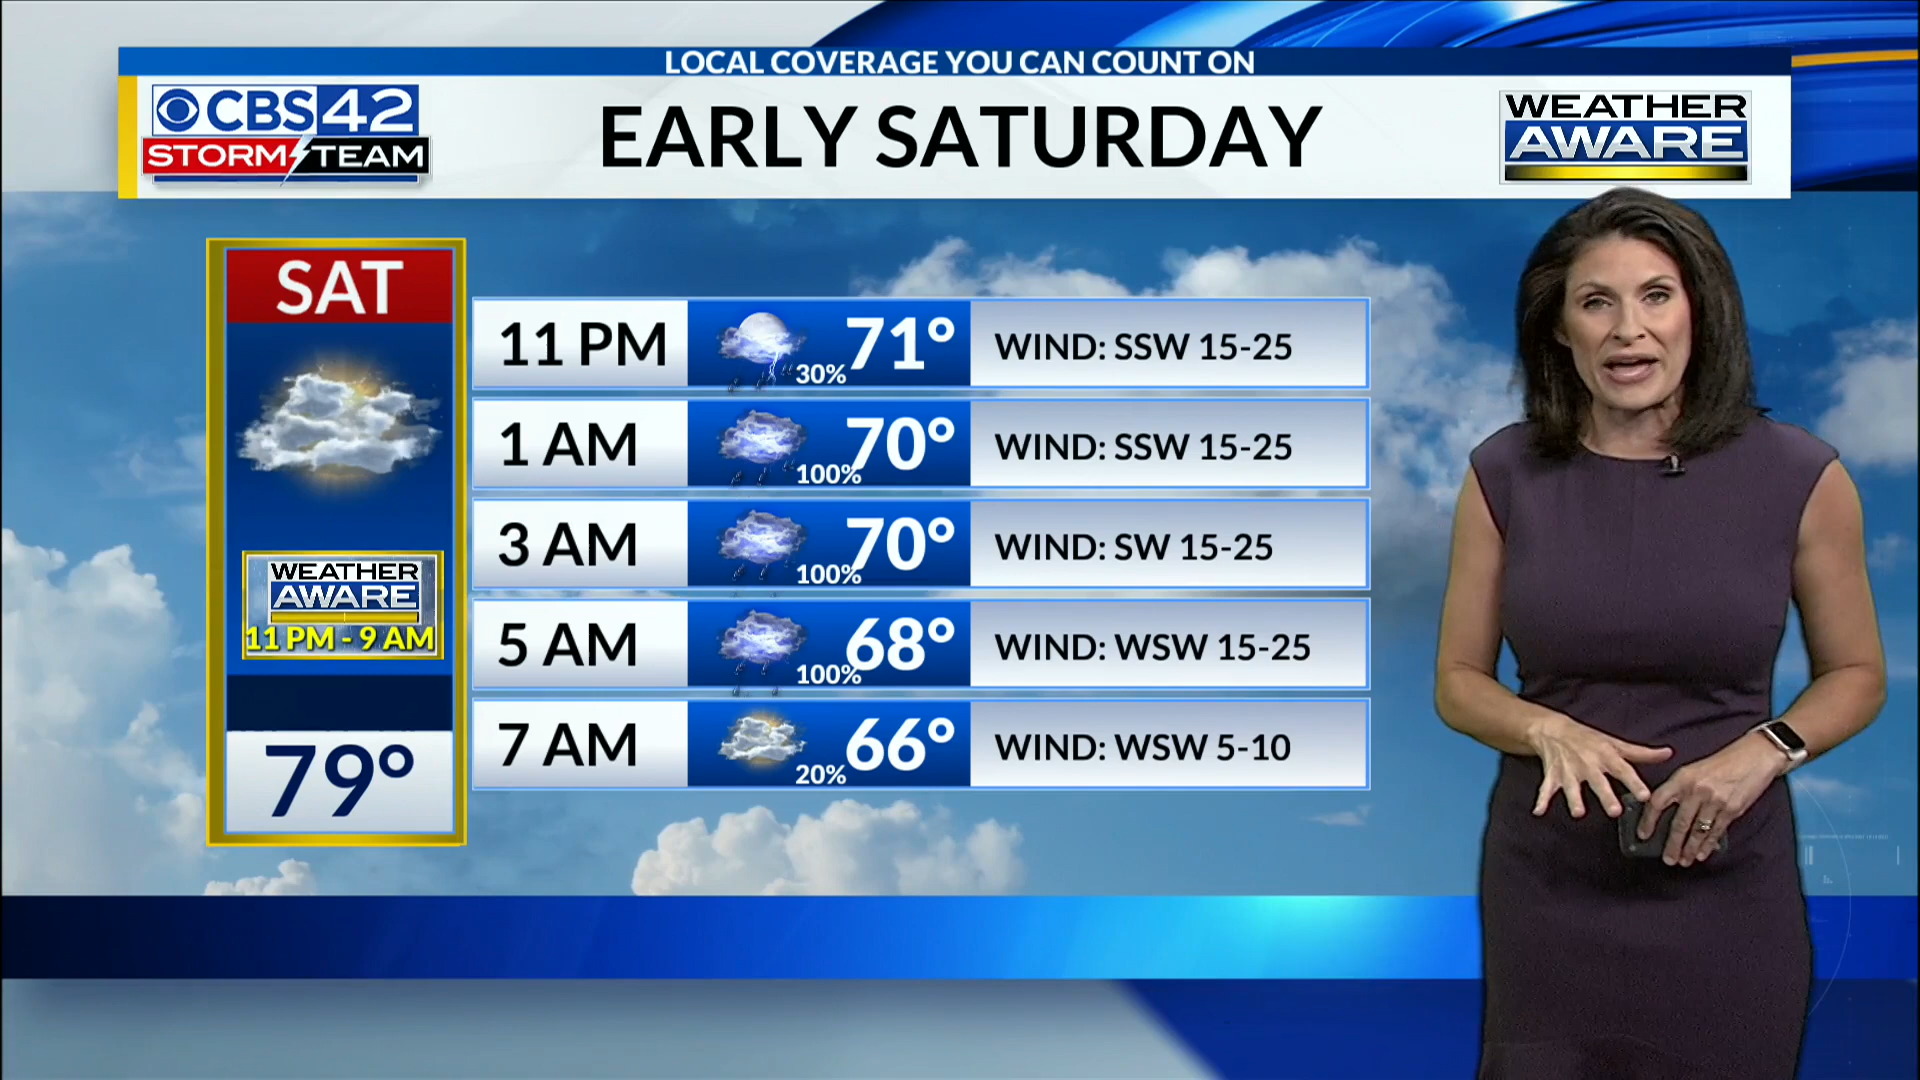 LOCAL COVERAGE YOU CAN COUNT ON
CBS 42
STORM TEAM
EARLY SATURDAY
WEATHER
AWARE
SAT
WEATHER
AWARE
11 PM - 9 AM
79°
11 PM 30% 71° WIND: SSW 15-25
1 AM 100% 70° WIND: SSW 15-25
3 AM 100% 70° WIND: SW 15-25
5 AM 100% 68° WIND: WSW 15-25
7 AM 20% 66° WIND: WSW 5-10